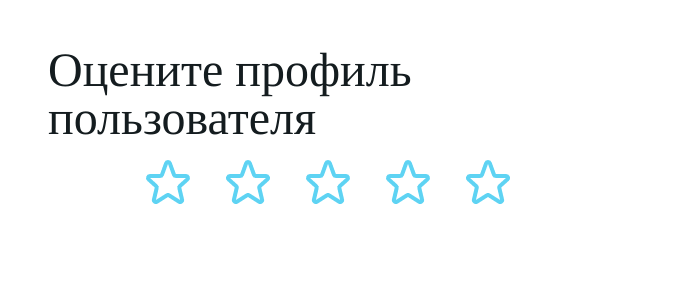 Оцените профиль
пользователя